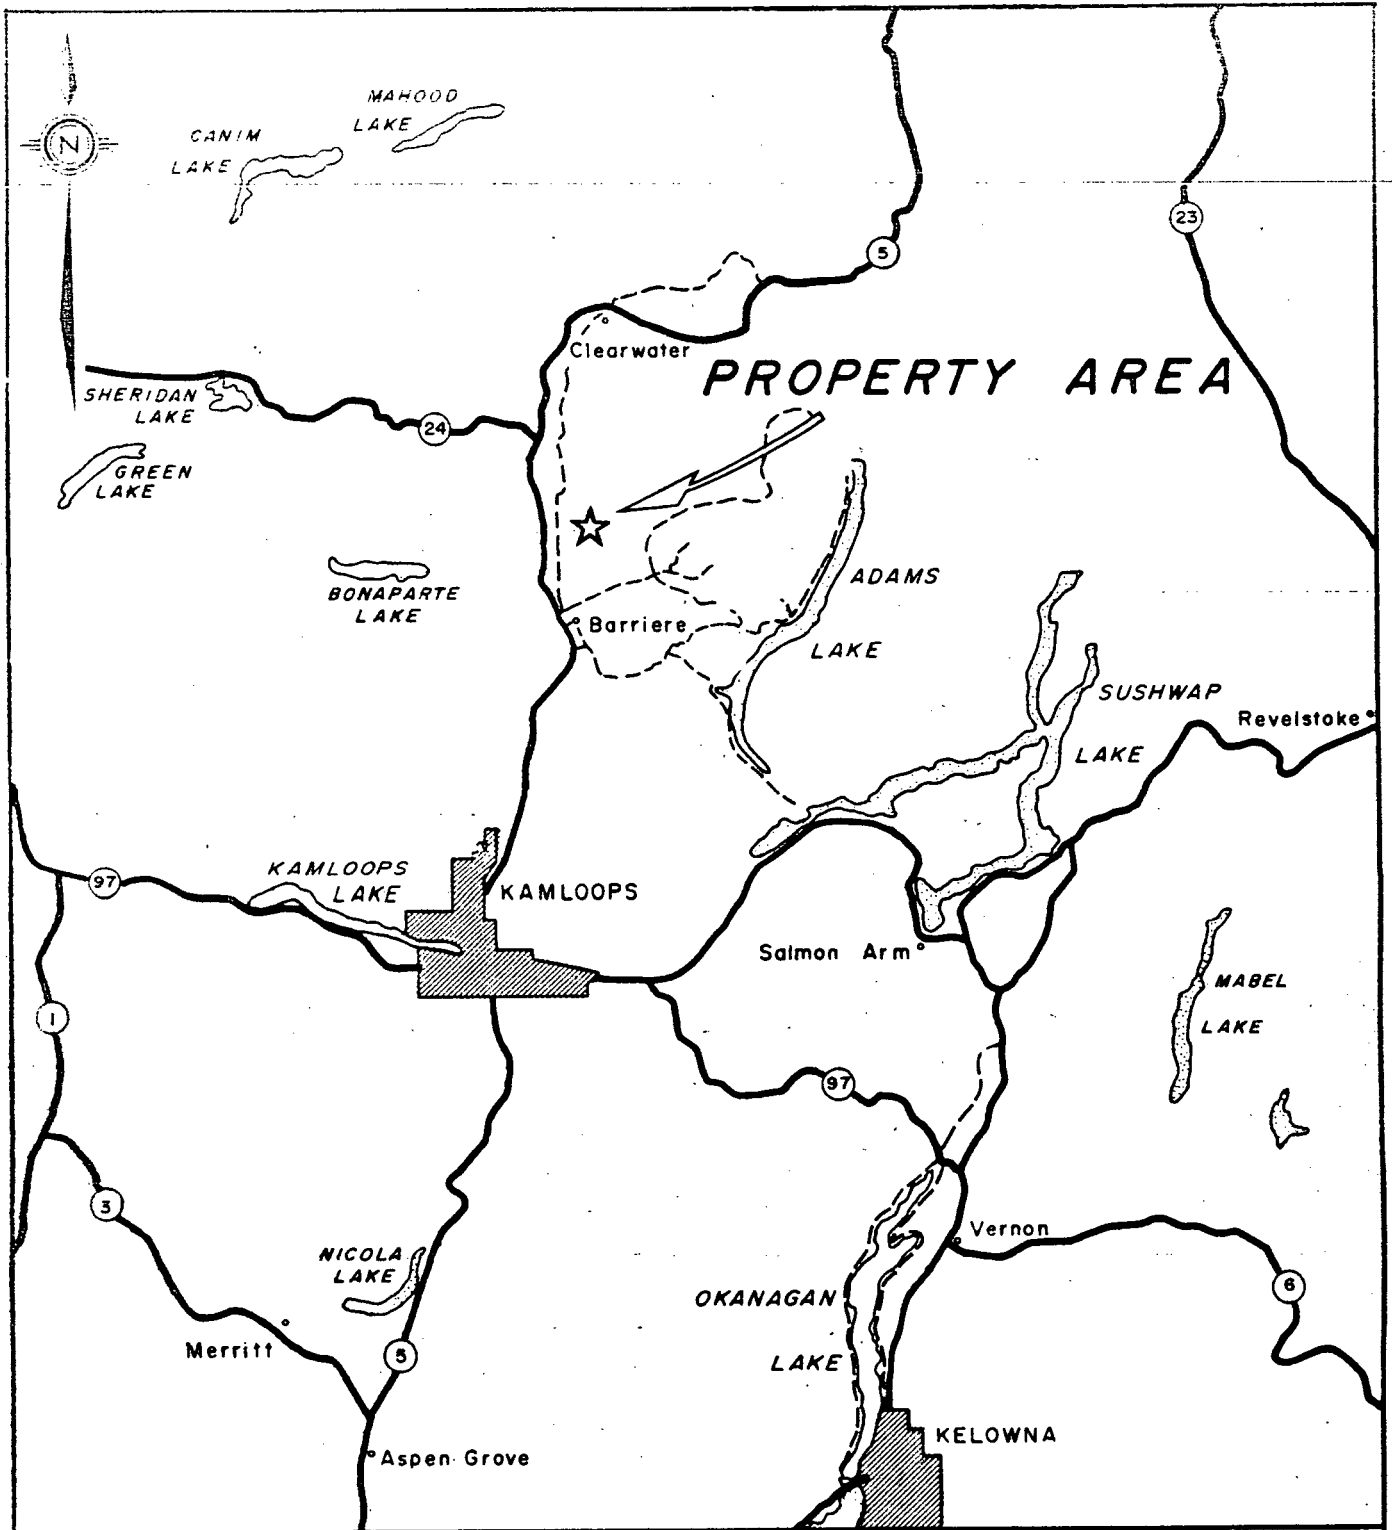 MAHOOD
LAKE
CANIM
LAKE
N
23
5
Clearwater
PROPERTY AREA
SHERIDAN
LAKE
24
GREEN
LAKE
ADAMS
LAKE
BONAPARTE
LAKE
Barriere
SUSHWAP
LAKE
Revelstoke
97
KAMLOOPS
LAKE
KAMLOOPS
Salmon Arm
MABEL
LAKE
1
97
3
Vernon
NICOLA
LAKE
OKANAGAN
LAKE
6
Merritt
5
KELOWNA
Aspen Grove